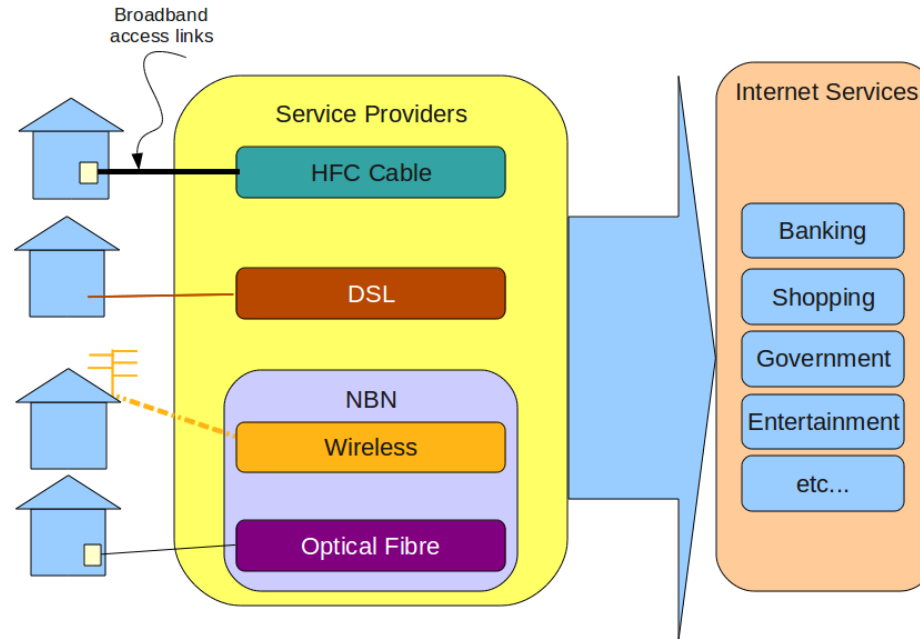 Broadband
access links
Service Providers
HFC Cable
DSL
NBN
Wireless
Optical Fibre
Internet Services
Banking
Shopping
Government
Entertainment
etc...